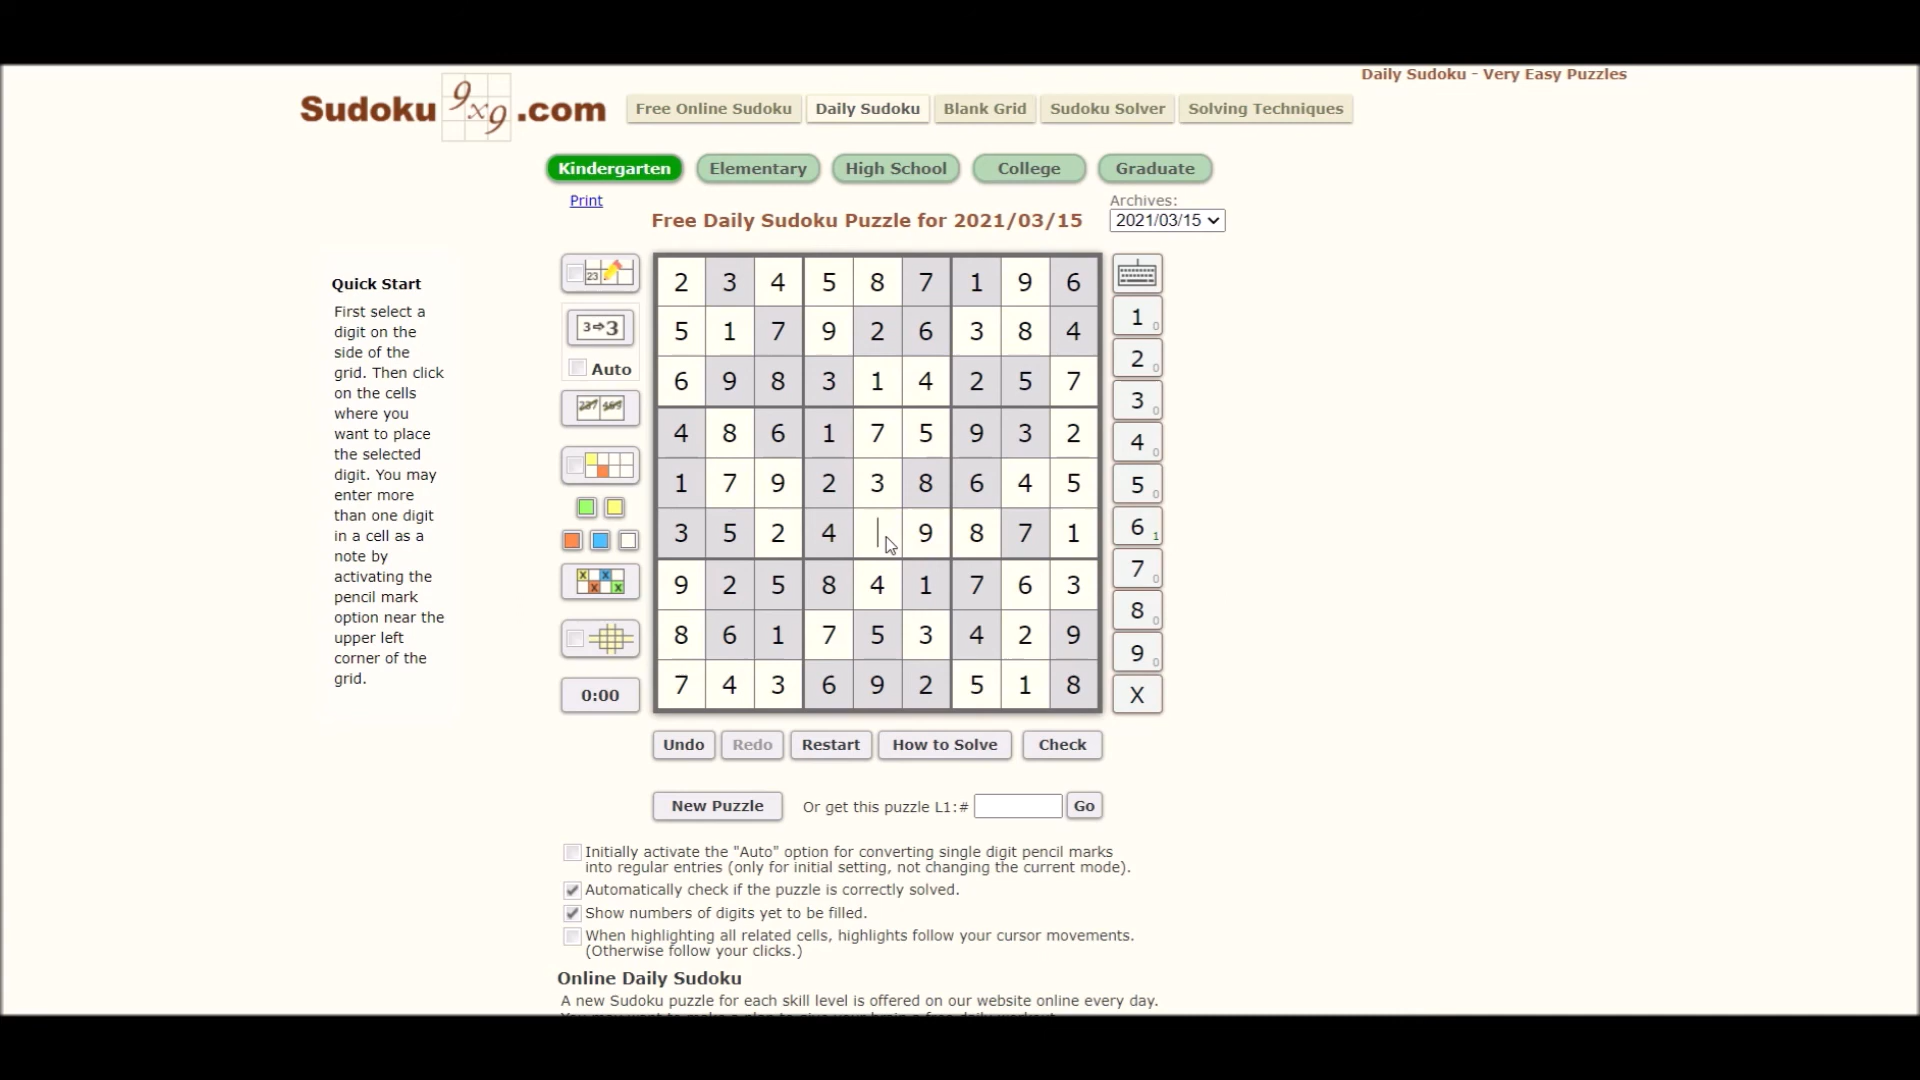 Daily Sudoku - Very Easy Puzzles
Sudoku 9x9 .com
Free Online Sudoku Daily Sudoku Blank Grid Sudoku Solver Solving Techniques
Kindergarten Elementary High School College Graduate
Print
Archives:
Free Daily Sudoku Puzzle for 2021/03/15
2021/03/15
Quick Start
First select a
digit on the
side of the
grid. Then click
on the cells
where you
want to place
the selected
digit. You may
enter more
than one digit
in a cell as a
note by
activating the
pencil mark
option near the
upper left
corner of the
grid.
23
3⇨3
Auto
X X
X X
0:00
2 3 4 5 8 7 1 9 6
5 1 7 9 2 6 3 8 4
6 9 8 3 1 4 2 5 7
4 8 6 1 7 5 9 3 2
1 7 9 2 3 8 6 4 5
3 5 2 4 9 8 7 1
9 2 5 8 4 1 7 6 3
8 6 1 7 5 3 4 2 9
7 4 3 6 9 2 5 1 8
1 0
2 0
3 0
4 0
5 0
6 1
7 0
8 0
9 0
X
Undo Redo Restart How to Solve Check
New Puzzle Or get this puzzle L1:# Go
Initially activate the "Auto" option for converting single digit pencil marks
into regular entries (only for initial setting, not changing the current mode).
Automatically check if the puzzle is correctly solved.
Show numbers of digits yet to be filled.
When highlighting all related cells, highlights follow your cursor movements.
(Otherwise follow your clicks.)
Online Daily Sudoku
A new Sudoku puzzle for each skill level is offered on our website online every day.